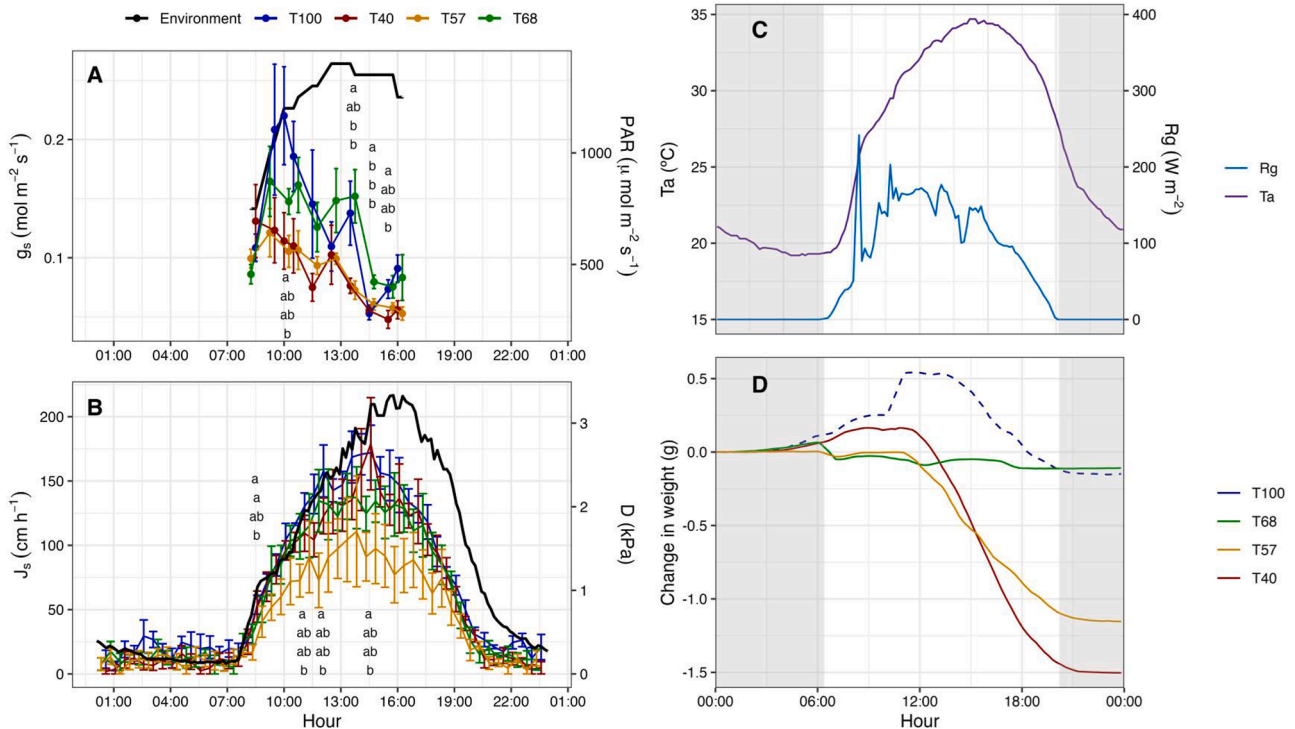 Environment T100 T40 T57 T68
A
gs (mol m−2 s−1)
0.2
0.1
PAR (μ mol m−2 s−1)
1000
500
a
ab
b
b
a
b
b
b
a
ab
ab
b
a
ab
ab
b
01:00 04:00 07:00 10:00 13:00 16:00 19:00 22:00 01:00
B
Js (cm h−1)
200
150
100
50
0
D (kPa)
3
2
1
0
a
a
ab
b
a
ab
ab
b
a
ab
ab
b
a
ab
ab
b
01:00 04:00 07:00 10:00 13:00 16:00 19:00 22:00 01:00
Hour
C
Ta (ºC)
35
30
25
20
15
Rg (W m−2)
400
300
200
100
0
Rg
Ta
D
Change in weight (g)
0.5
0.0
-0.5
-1.0
-1.5
00:00 06:00 12:00 18:00 00:00
Hour
T100
T68
T57
T40